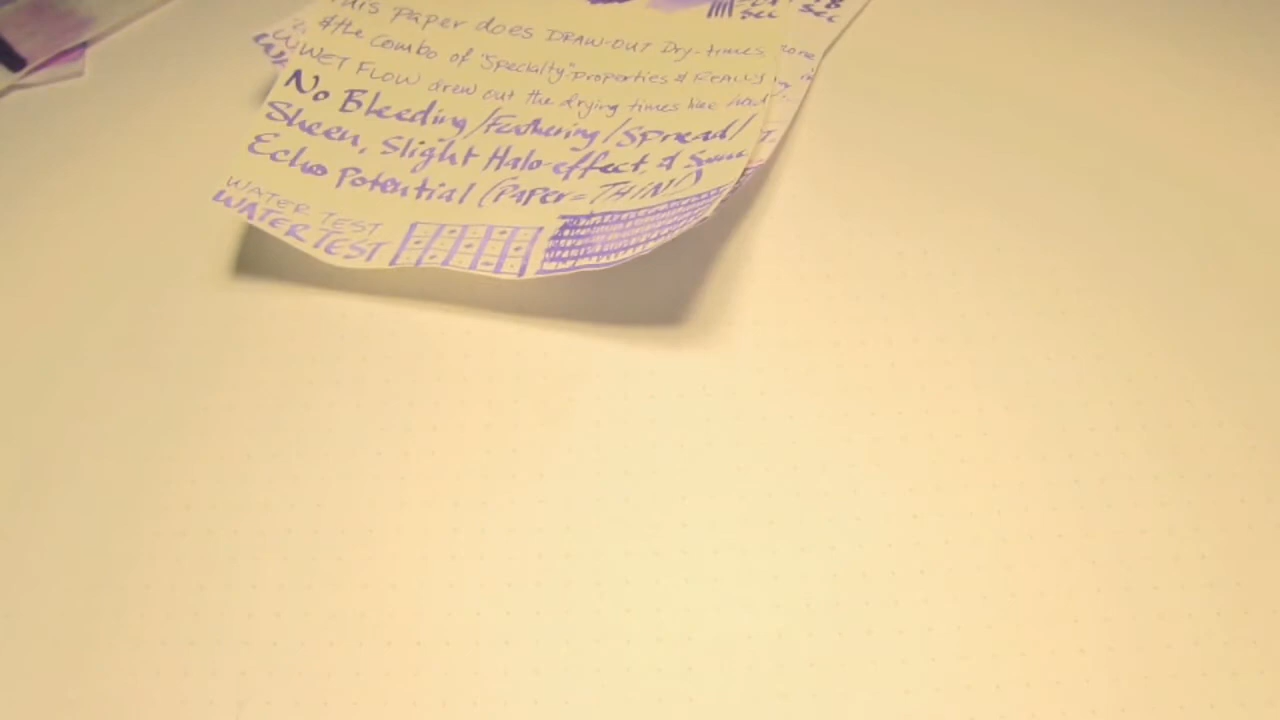 This Paper does DRAW-OUT Dry-times
& the combo of "Specialty" properties & REALLY
WET FLOW drew out the drying times like
No Bleeding/Feathering/Spread/
Sheen, Slight Halo-effect, & Some
Echo Potential (Paper=THIN!)
WATER TEST
WATER TEST
Sec
Sec